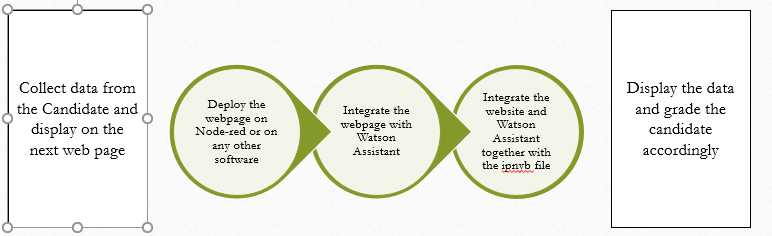 Collect data from
the Candidate and
display on the
next web page
Deploy the
webpage on
Node-red or on
any other
software
Integrate the
webpage with
Watson
Assistant
Integrate the
website and
Watson
Assistant
together with
the ipnyb file
Display the data
and grade the
candidate
accordingly